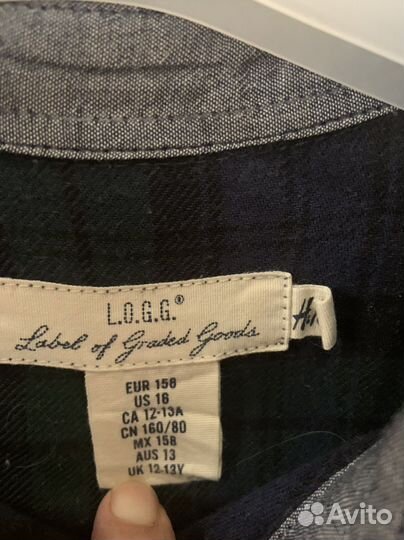 L.O.G.G.®
Label of Graded Goods
EUR 158
US 16
CA 12-13A
CN 160/80
MX 158
AUS 13
UK 12-13Y
Avito